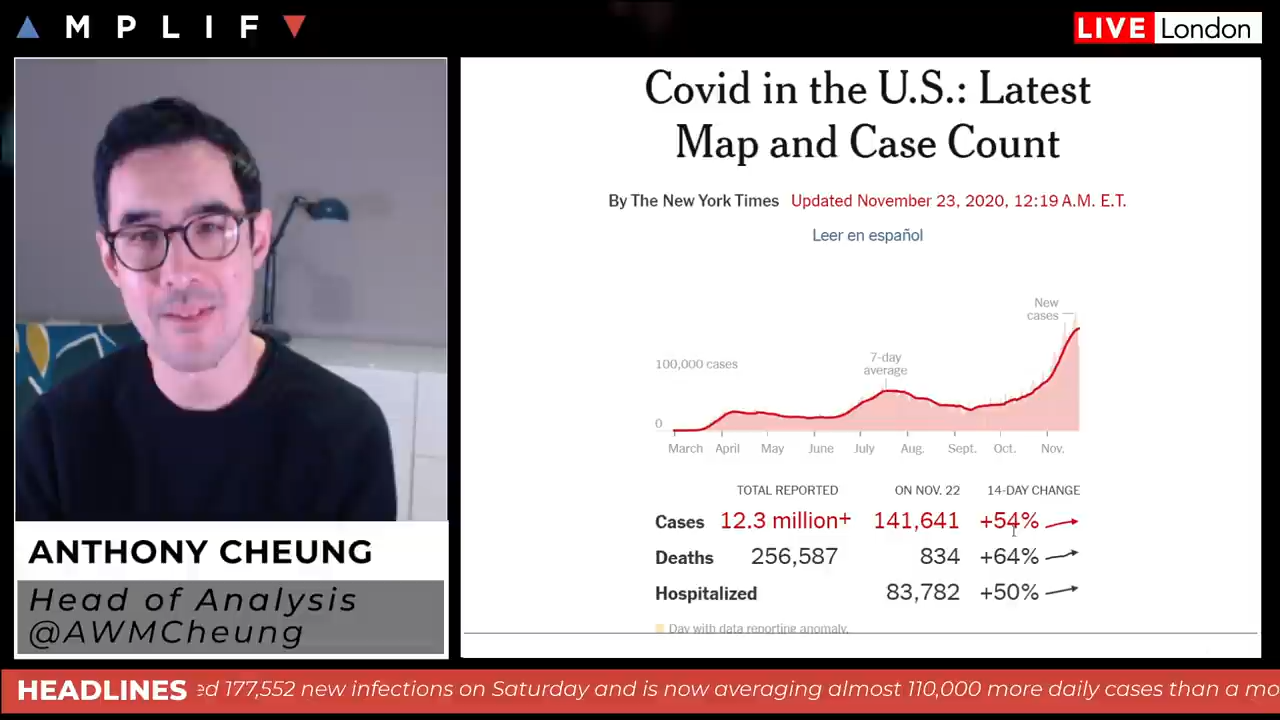 ▲ M P L I F ▼
LIVE London
Covid in the U.S.: Latest
Map and Case Count
By The New York Times Updated November 23, 2020, 12:19 A.M. E.T.
Leer en español
New
cases
7-day
average
100,000 cases
0
March April May June July Aug. Sept. Oct. Nov.
TOTAL REPORTED ON NOV. 22 14-DAY CHANGE
Cases 12.3 million+ 141,641 +54%
Deaths 256,587 834 +64%
Hospitalized 83,782 +50%
Day with data reporting anomaly.
ANTHONY CHEUNG
Head of Analysis
@AWMCheung
HEADLINES ed 177,552 new infections on Saturday and is now averaging almost 110,000 more daily cases than a mo